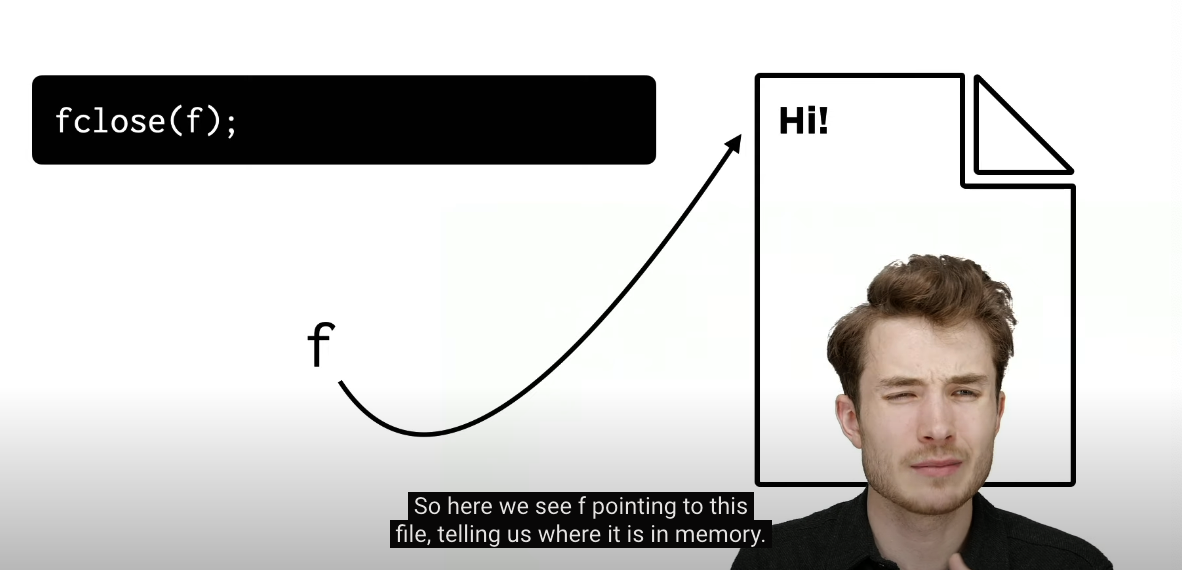 fclose(f);
Hi!
f
So here we see f pointing to this
file, telling us where it is in memory.